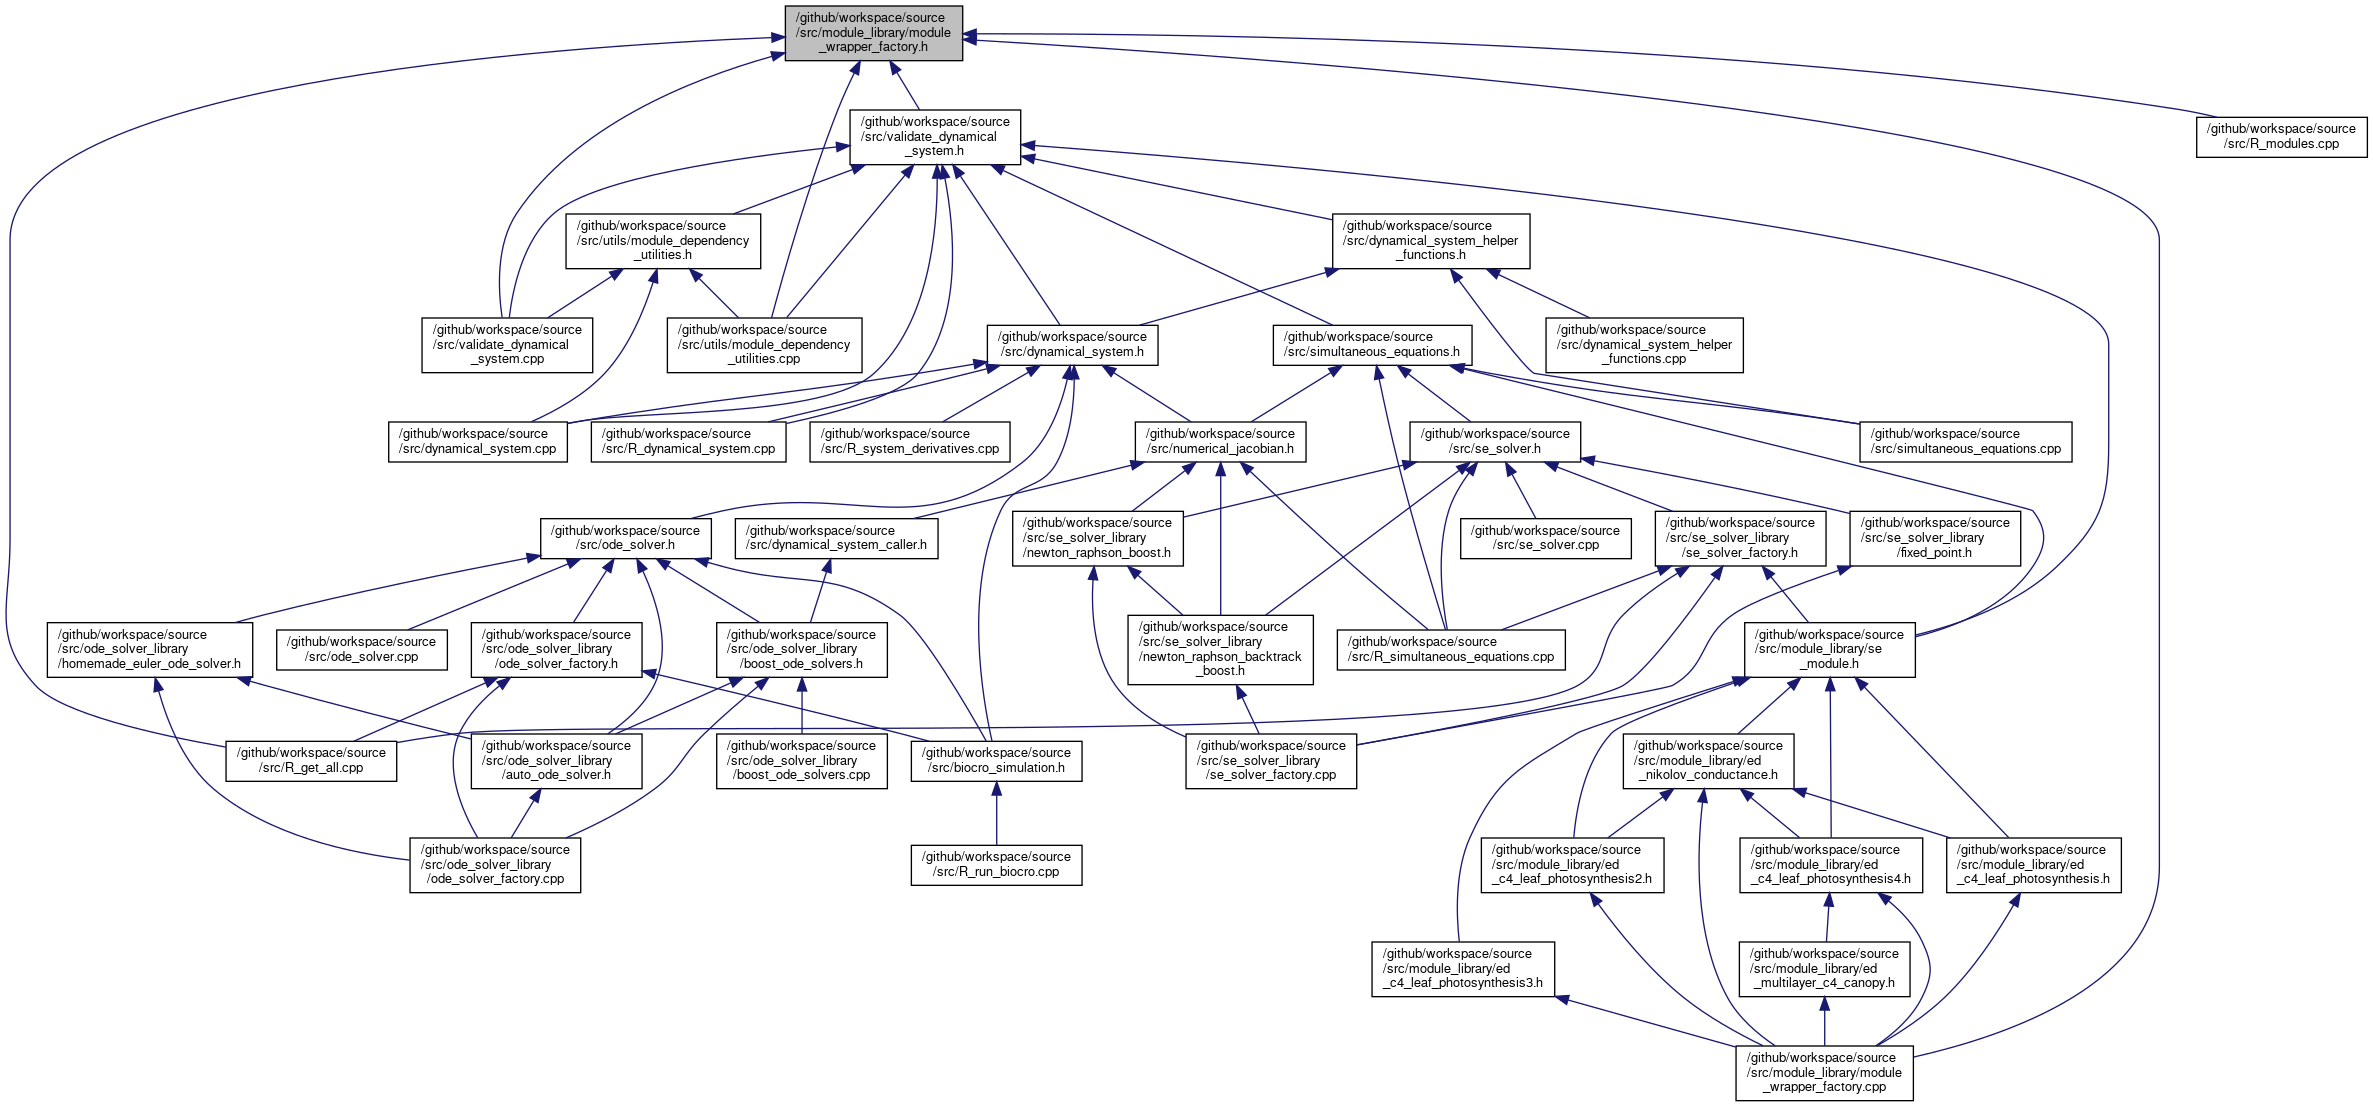 /github/workspace/source
/src/module_library/module
_wrapper_factory.h
/github/workspace/source
/src/validate_dynamical
_system.h
/github/workspace/source
/src/R_modules.cpp
/github/workspace/source
/src/utils/module_dependency
_utilities.h
/github/workspace/source
/src/dynamical_system_helper
_functions.h
/github/workspace/source
/src/validate_dynamical
_system.cpp
/github/workspace/source
/src/utils/module_dependency
_utilities.cpp
/github/workspace/source
/src/dynamical_system.h
/github/workspace/source
/src/simultaneous_equations.h
/github/workspace/source
/src/dynamical_system_helper
_functions.cpp
/github/workspace/source
/src/dynamical_system.cpp
/github/workspace/source
/src/R_dynamical_system.cpp
/github/workspace/source
/src/R_system_derivatives.cpp
/github/workspace/source
/src/numerical_jacobian.h
/github/workspace/source
/src/se_solver.h
/github/workspace/source
/src/simultaneous_equations.cpp
/github/workspace/source
/src/ode_solver.h
/github/workspace/source
/src/dynamical_system_caller.h
/github/workspace/source
/src/se_solver_library
/newton_raphson_boost.h
/github/workspace/source
/src/se_solver.cpp
/github/workspace/source
/src/se_solver_library
/se_solver_factory.h
/github/workspace/source
/src/se_solver_library
/fixed_point.h
/github/workspace/source
/src/ode_solver_library
/homemade_euler_ode_solver.h
/github/workspace/source
/src/ode_solver.cpp
/github/workspace/source
/src/ode_solver_library
/ode_solver_factory.h
/github/workspace/source
/src/ode_solver_library
/boost_ode_solvers.h
/github/workspace/source
/src/se_solver_library
/newton_raphson_backtrack
_boost.h
/github/workspace/source
/src/R_simultaneous_equations.cpp
/github/workspace/source
/src/module_library/se
_module.h
/github/workspace/source
/src/R_get_all.cpp
/github/workspace/source
/src/ode_solver_library
/auto_ode_solver.h
/github/workspace/source
/src/ode_solver_library
/boost_ode_solvers.cpp
/github/workspace/source
/src/biocro_simulation.h
/github/workspace/source
/src/se_solver_library
/se_solver_factory.cpp
/github/workspace/source
/src/module_library/ed
_nikolov_conductance.h
/github/workspace/source
/src/ode_solver_library
/ode_solver_factory.cpp
/github/workspace/source
/src/R_run_biocro.cpp
/github/workspace/source
/src/module_library/ed
_c4_leaf_photosynthesis2.h
/github/workspace/source
/src/module_library/ed
_c4_leaf_photosynthesis4.h
/github/workspace/source
/src/module_library/ed
_c4_leaf_photosynthesis.h
/github/workspace/source
/src/module_library/ed
_c4_leaf_photosynthesis3.h
/github/workspace/source
/src/module_library/ed
_multilayer_c4_canopy.h
/github/workspace/source
/src/module_library/module
_wrapper_factory.cpp